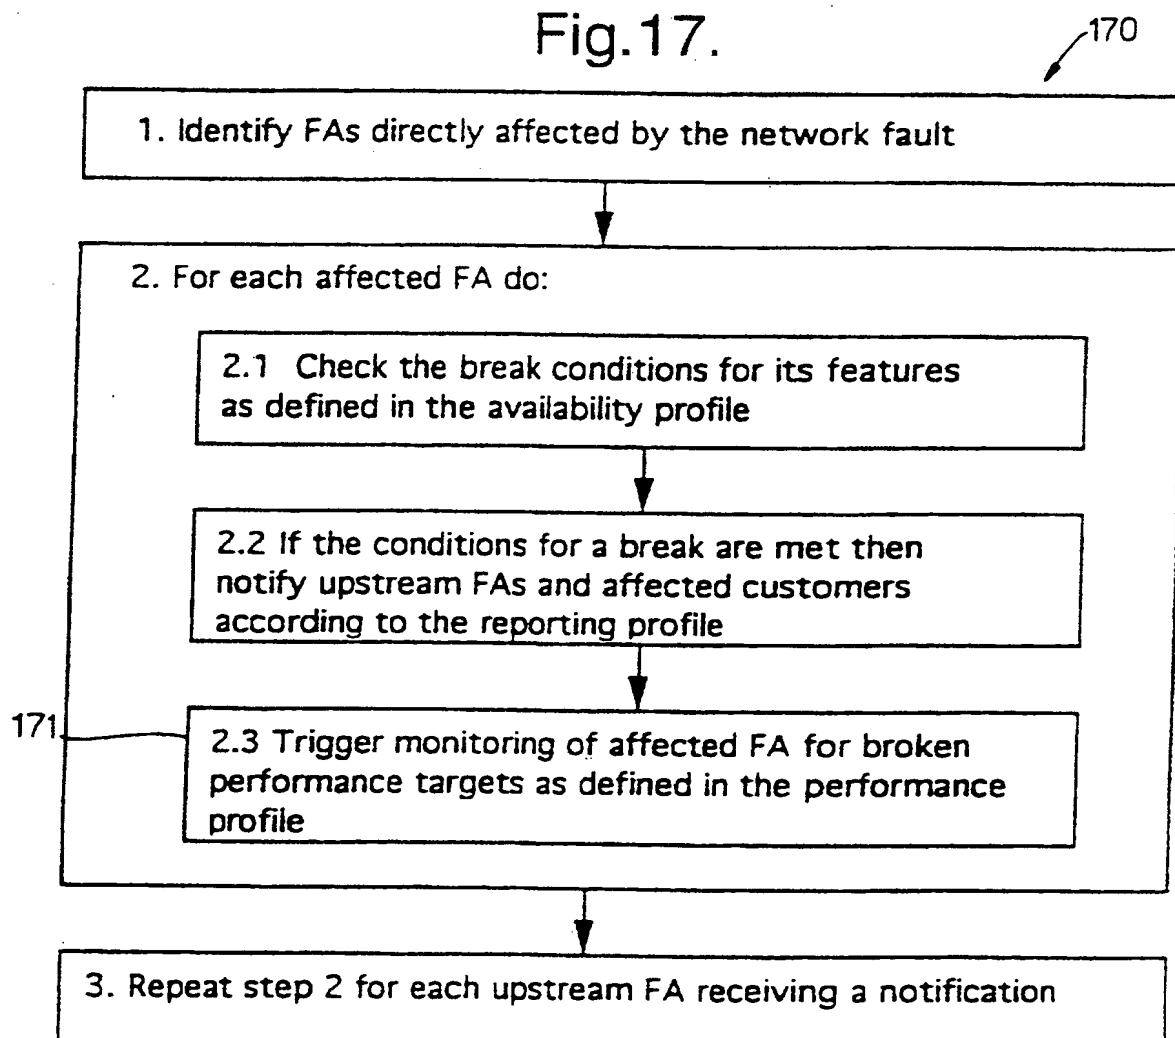 Fig.17.
170
1. Identify FAs directly affected by the network fault
2. For each affected FA do:
2.1 Check the break conditions for its features
as defined in the availability profile
2.2 If the conditions for a break are met then
notify upstream FAs and affected customers
according to the reporting profile
171
2.3 Trigger monitoring of affected FA for broken
performance targets as defined in the performance
profile
3. Repeat step 2 for each upstream FA receiving a notification